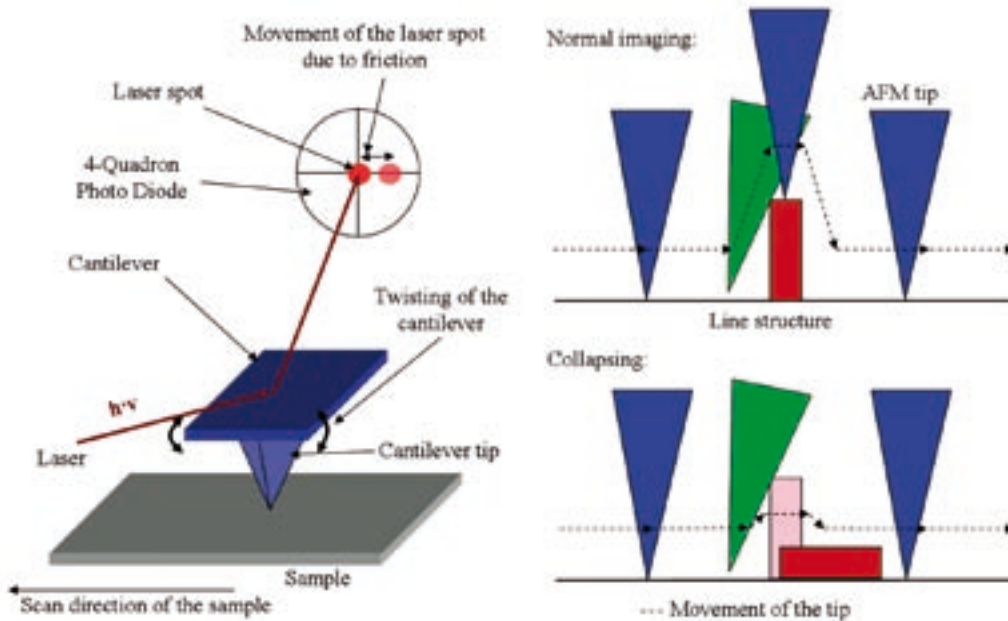 Movement of the laser spot
due to friction
Laser spot
4-Quadron
Photo Diode
Cantilever
Twisting of the
cantilever
h·ν
Laser
Cantilever tip
Sample
Scan direction of the sample
Normal imaging:
AFM tip
Line structure
Collapsing:
Movement of the tip